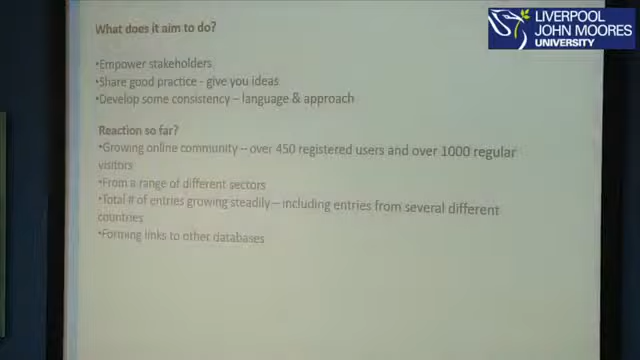 What does it aim to do?
•Empower stakeholders
•Share good practice - give you ideas
•Develop some consistency – language & approach
Reaction so far?
•Growing online community – over 450 registered users and over 1000 regular
visitors
•From a range of different sectors
•Total # of entries growing steadily – including entries from several different
countries
•Forming links to other databases
LIVERPOOL
JOHN MOORES
UNIVERSITY